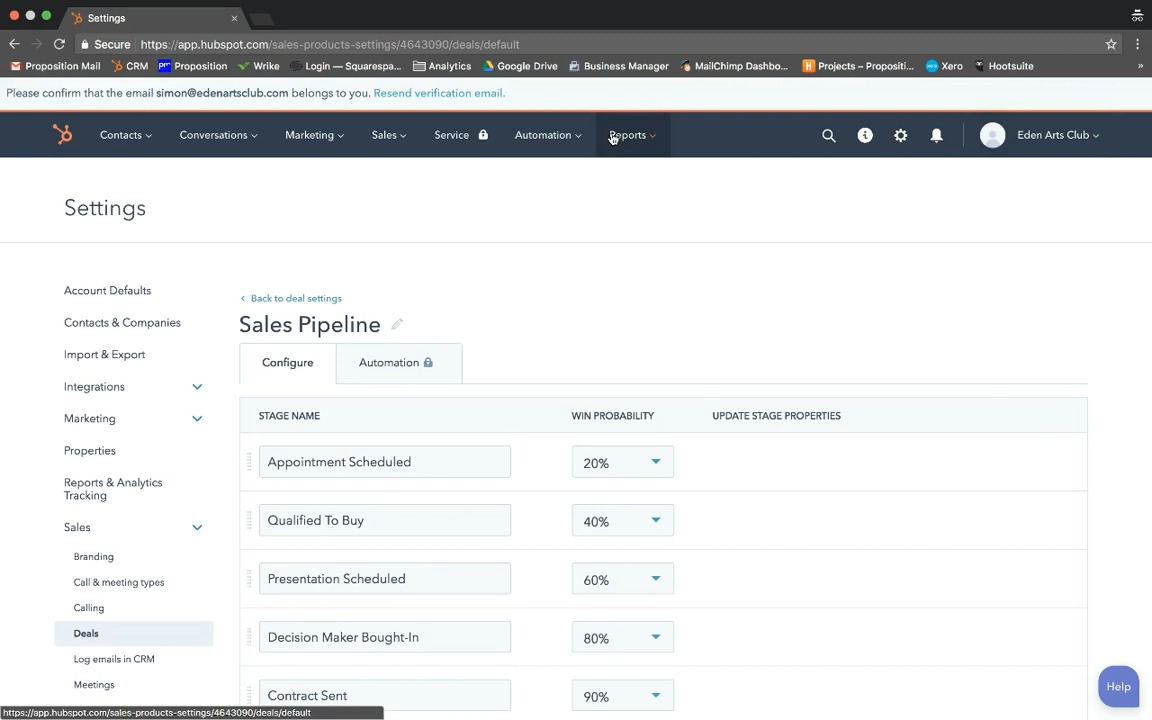 Settings
Secure https://app.hubspot.com/sales-products-settings/4643090/deals/default
Proposition Mail CRM Proposition Wrike Login — Squarespa... Analytics Google Drive Business Manager MailChimp Dashbo... Projects – Propositi... Xero Hootsuite »
Please confirm that the email simon@edenartsclub.com belongs to you. Resend verification email.
Contacts Conversations Marketing Sales Service Automation Reports Eden Arts Club
Settings
Account Defaults
Contacts & Companies
Import & Export
Integrations
Marketing
Properties
Reports & Analytics
Tracking
Sales
Branding
Call & meeting types
Calling
Deals
Log emails in CRM
Meetings
Back to deal settings
Sales Pipeline
Configure Automation
STAGE NAME WIN PROBABILITY UPDATE STAGE PROPERTIES
Appointment Scheduled 20%
Qualified To Buy 40%
Presentation Scheduled 60%
Decision Maker Bought-In 80%
Contract Sent 90%
Help
https://app.hubspot.com/sales-products-settings/4643090/deals/default